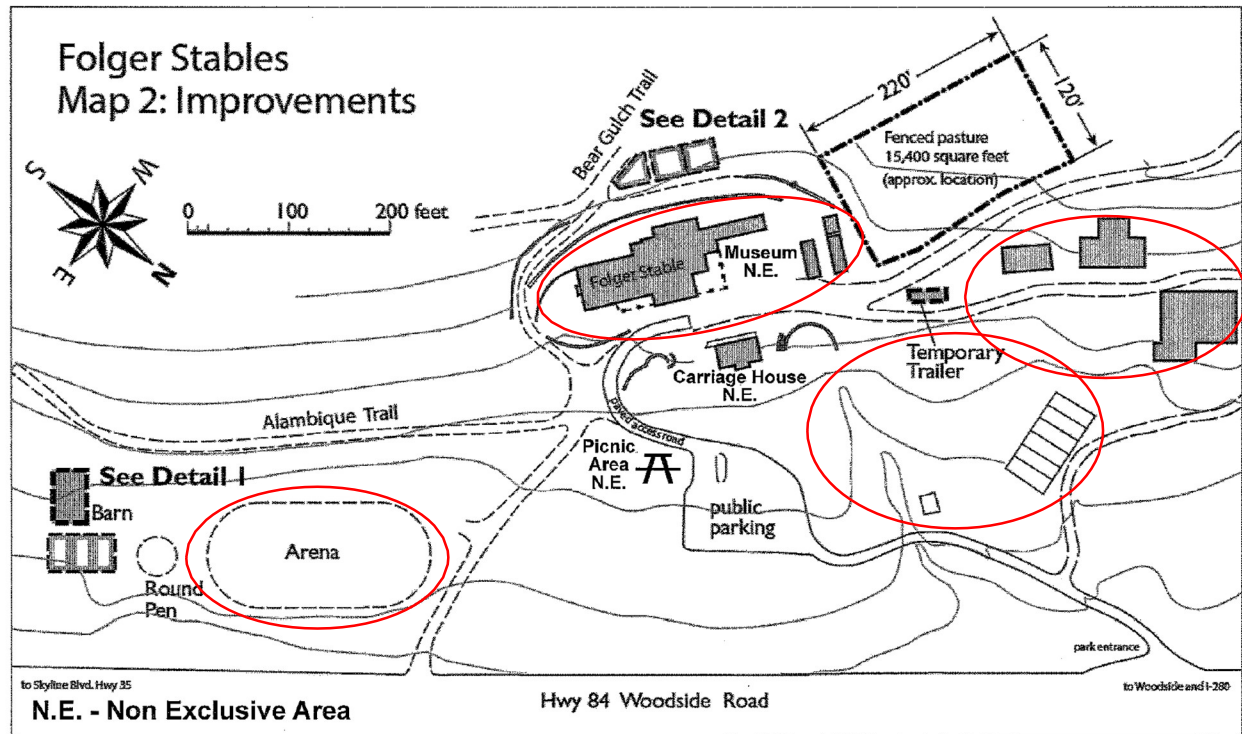 Folger Stables
Map 2: Improvements
S
W
E
N
0 100 200 feet
Bear Gulch Trail
See Detail 2
220'
120'
Fenced pasture
15,400 square feet
(approx. location)
Folger Stable
Museum
N.E.
Temporary
Trailer
Carriage House
N.E.
paved access road
Alambique Trail
Picnic
Area
N.E.
public
parking
See Detail 1
Barn
Arena
Round
Pen
park entrance
to Skyline Blvd. Hwy 35
to Woodside and I-280
Hwy 84 Woodside Road
N.E. - Non Exclusive Area